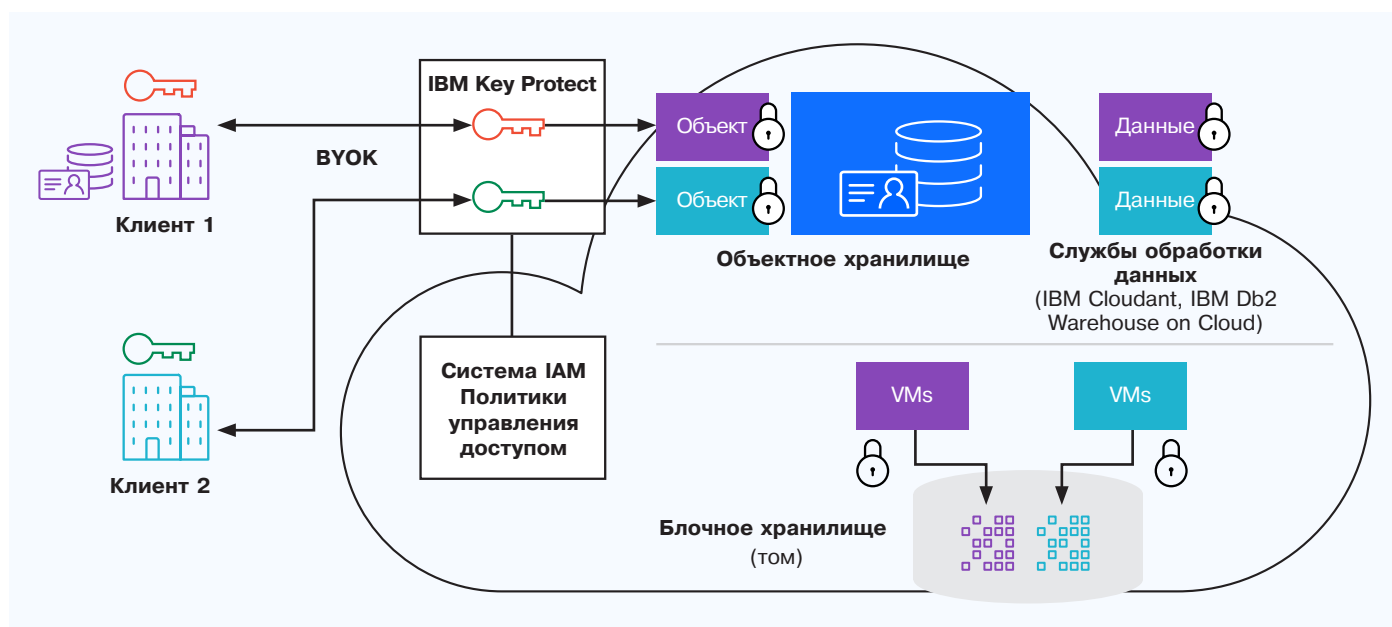 IBM Key Protect
BYOK
Клиент 1
Клиент 2
Система IAM
Политики
управления
доступом
Объект
Объект
Объектное хранилище
Данные
Данные
Службы обработки
данных
(IBM Cloudant, IBM Db2
Warehouse on Cloud)
VMs
VMs
Блочное хранилище
(том)